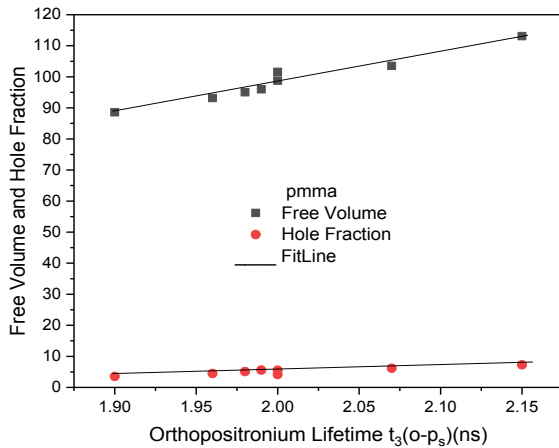 120
110
100
90
80
70
60
50
40
30
20
10
0
Free Volume and Hole Fraction
pmma
Free Volume
Hole Fraction
FitLine
1.90 1.95 2.00 2.05 2.10 2.15
Orthopositronium Lifetime t₃(o-pₛ)(ns)